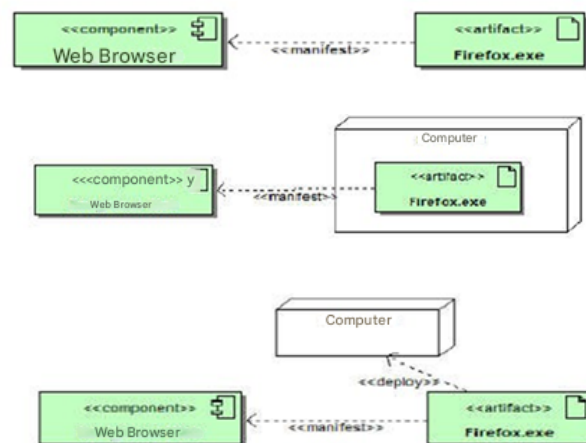 <<component>>
Web Browser
<<manifest>>
<<artifact>>
Firefox.exe
Computer
<<<component>> y
Web Browser
<<manifest>>
<<artifact>>
Firefox.exe
Computer
<<deploy>>
<<component>>
Web Browser
<<manifest>>
<<artifact>>
Firefox.exe